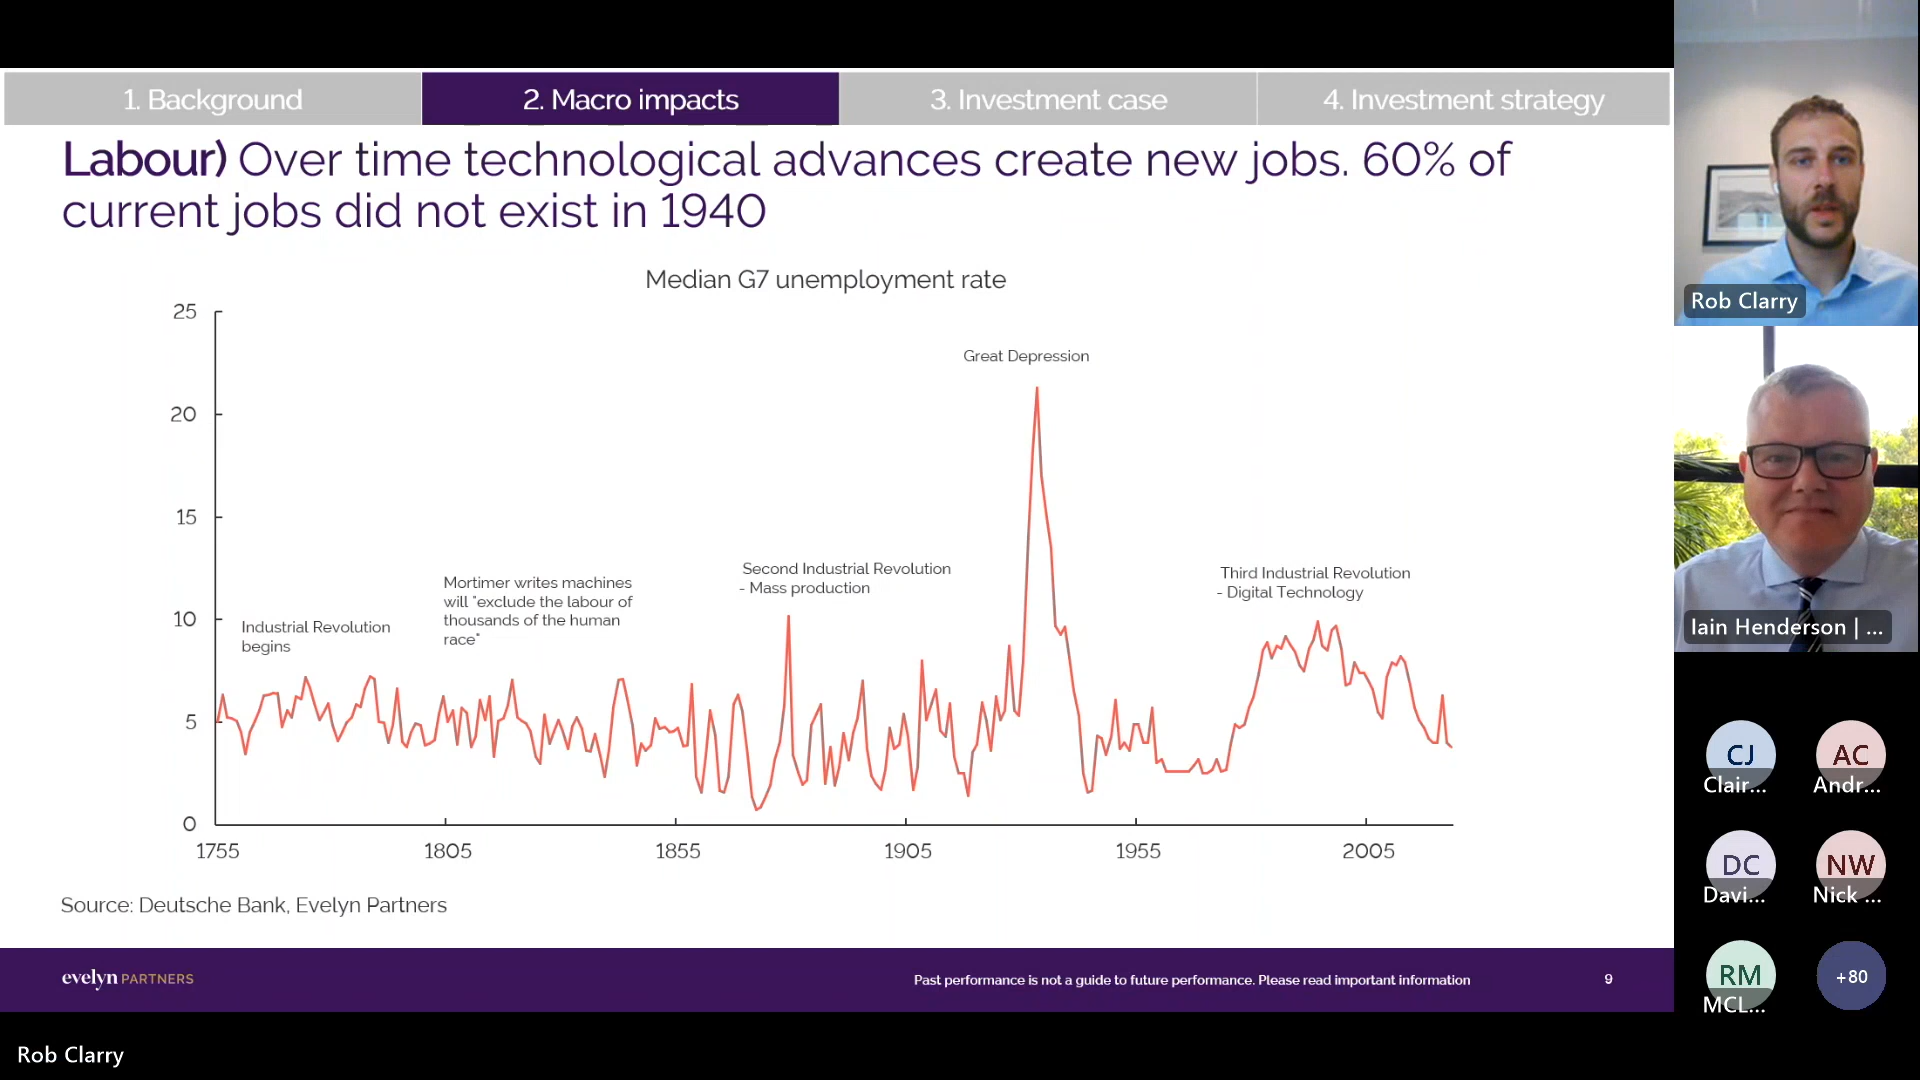 1. Background
2. Macro impacts
3. Investment case
4. Investment strategy
Labour) Over time technological advances create new jobs. 60% of
current jobs did not exist in 1940
Median G7 unemployment rate
25
20
15
10
5
0
Great Depression
Second Industrial Revolution
- Mass production
Third Industrial Revolution
- Digital Technology
Mortimer writes machines
will "exclude the labour of
thousands of the human
race"
Industrial Revolution
begins
1755
1805
1855
1905
1955
2005
Source: Deutsche Bank, Evelyn Partners
evelyn PARTNERS
Past performance is not a guide to future performance. Please read important information
9
Rob Clarry
Rob Clarry
Iain Henderson | ...
CJ
Clair...
AC
Andr...
DC
Davi...
NW
Nick ...
RM
MCL...
+80